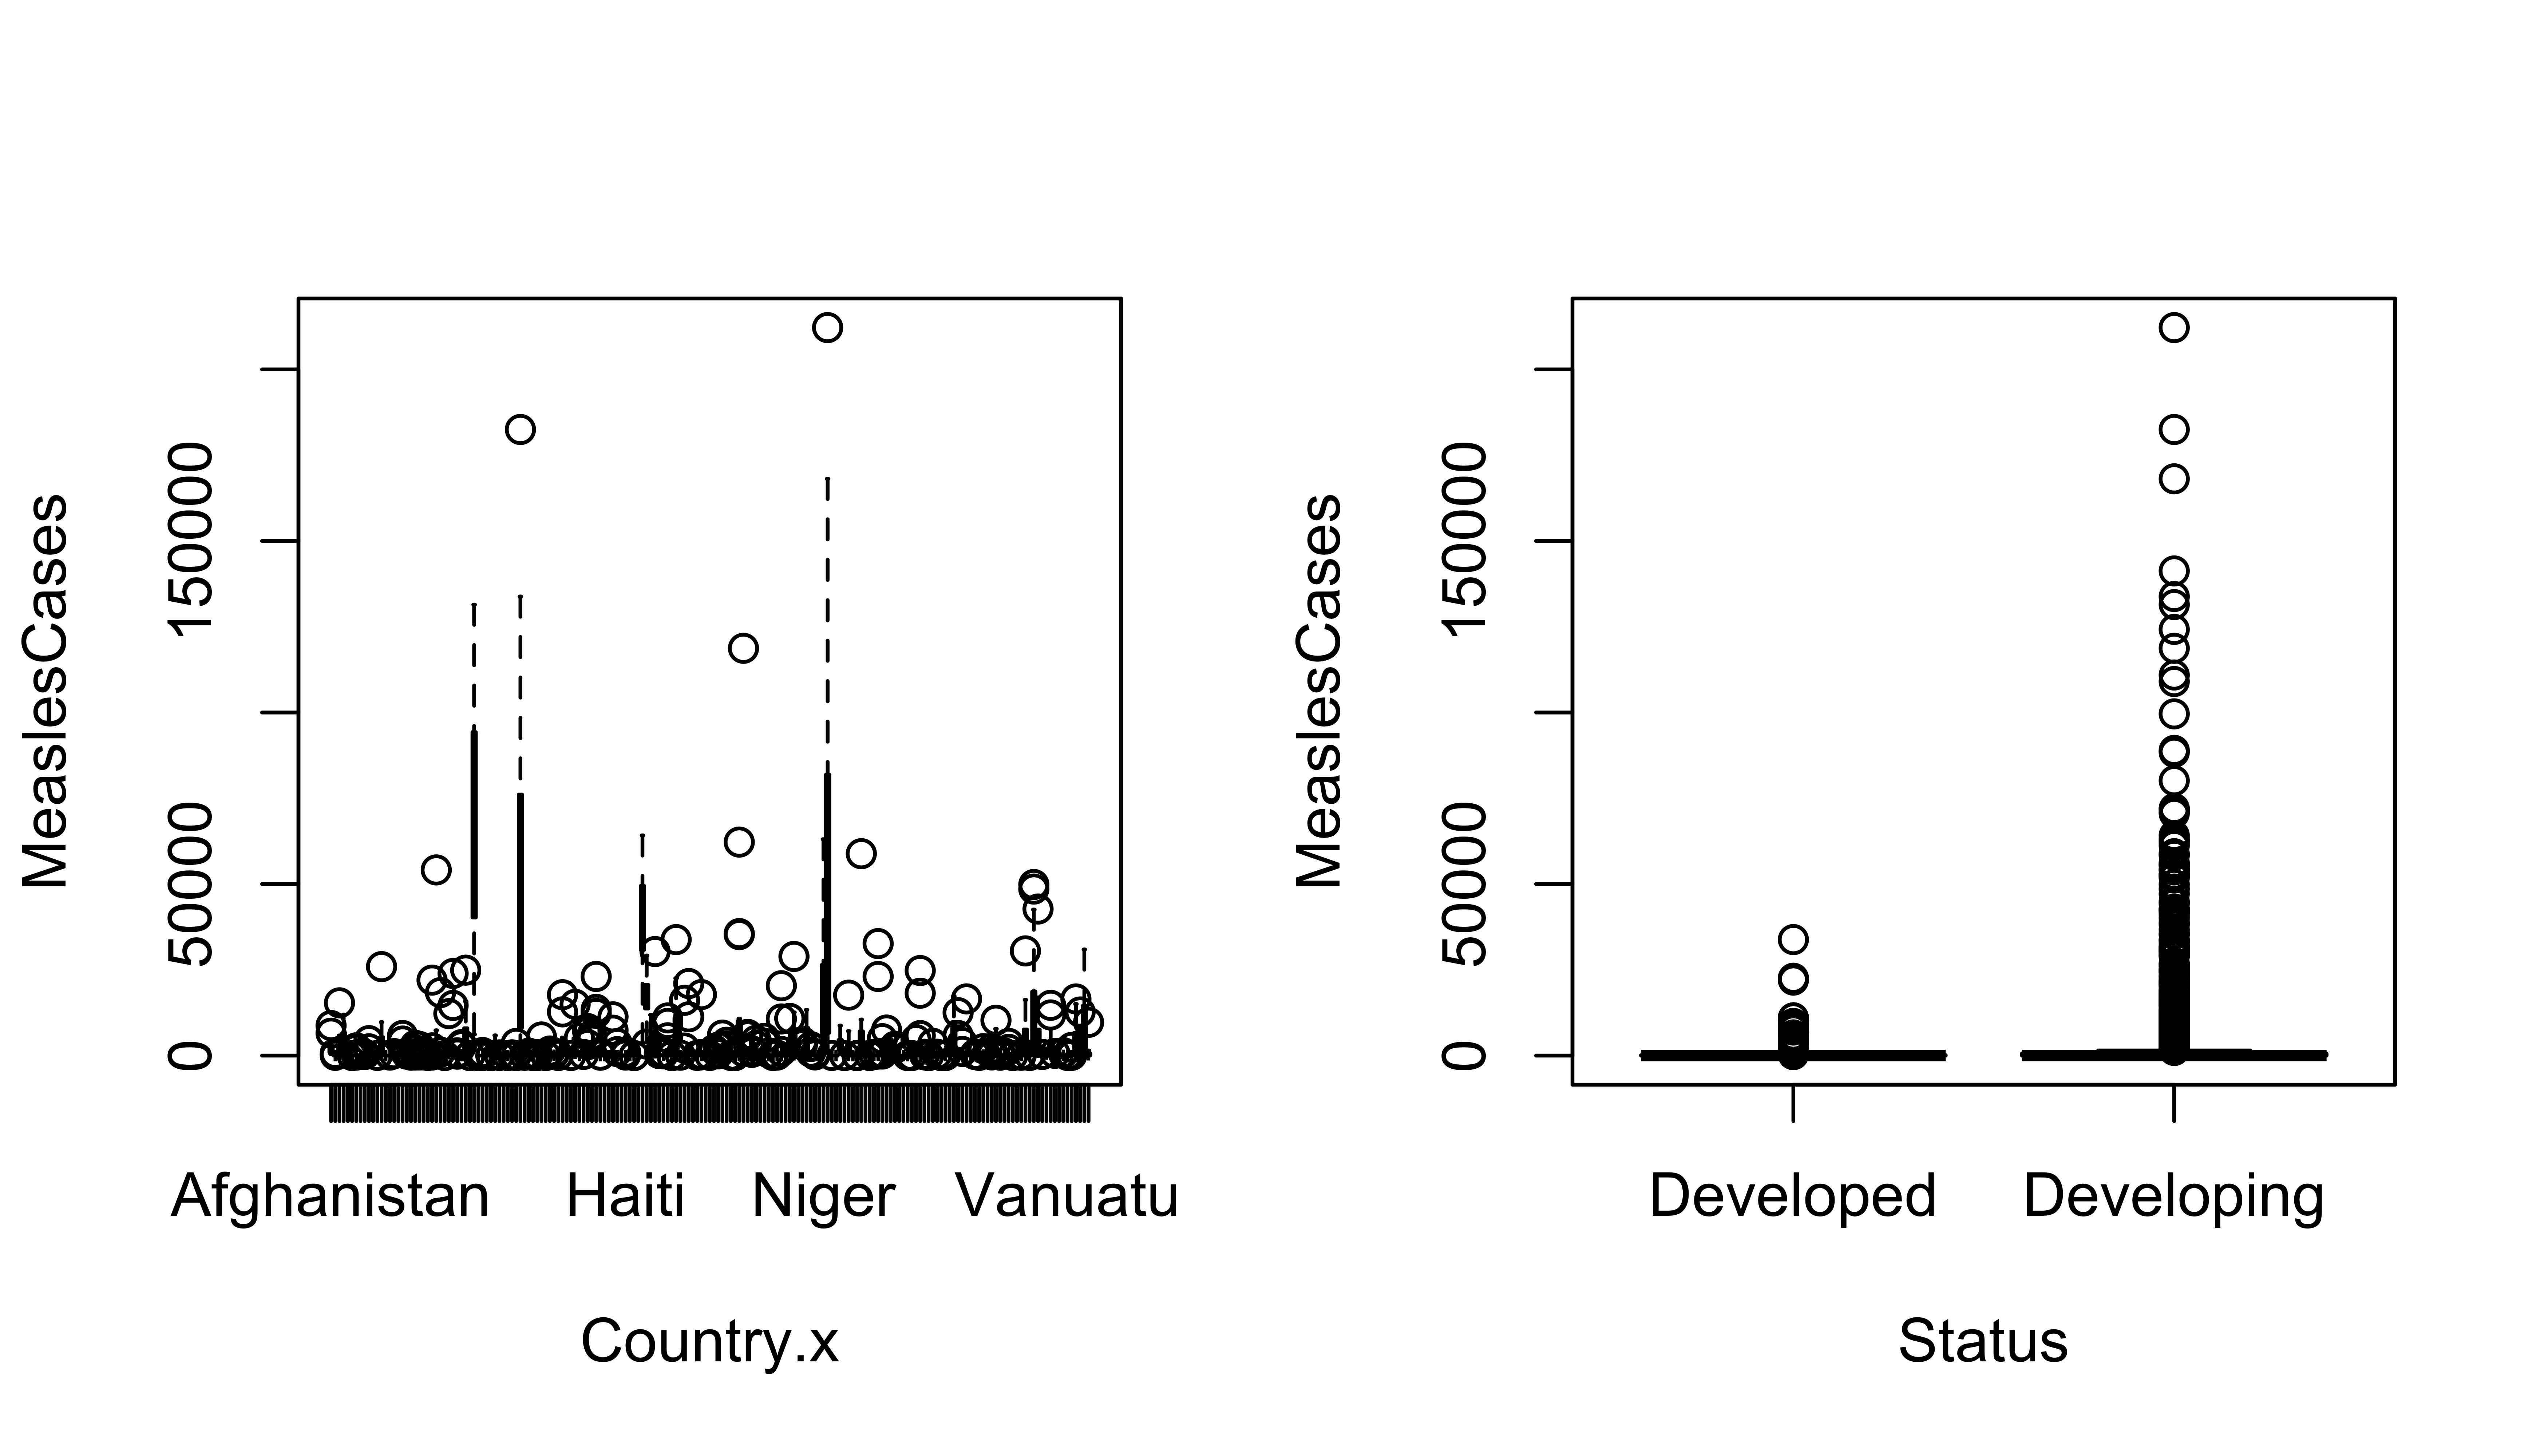 MeaslesCases
150000
50000
0
Afghanistan Haiti Niger Vanuatu
Country.x
MeaslesCases
150000
50000
0
Developed Developing
Status